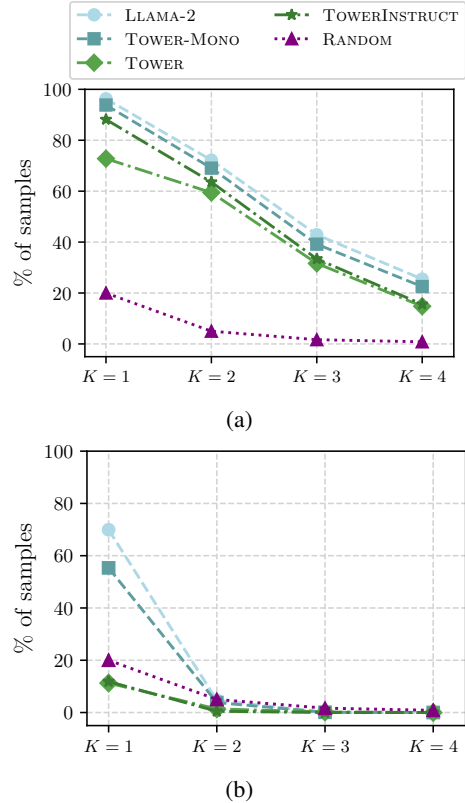 LLAMA-2
TOWER-MONO
TOWER
TOWERINSTRUCT
RANDOM
% of samples
100
80
60
40
20
0
K = 1
K = 2
K = 3
K = 4
(a)
% of samples
100
80
60
40
20
0
K = 1
K = 2
K = 3
K = 4
(b)